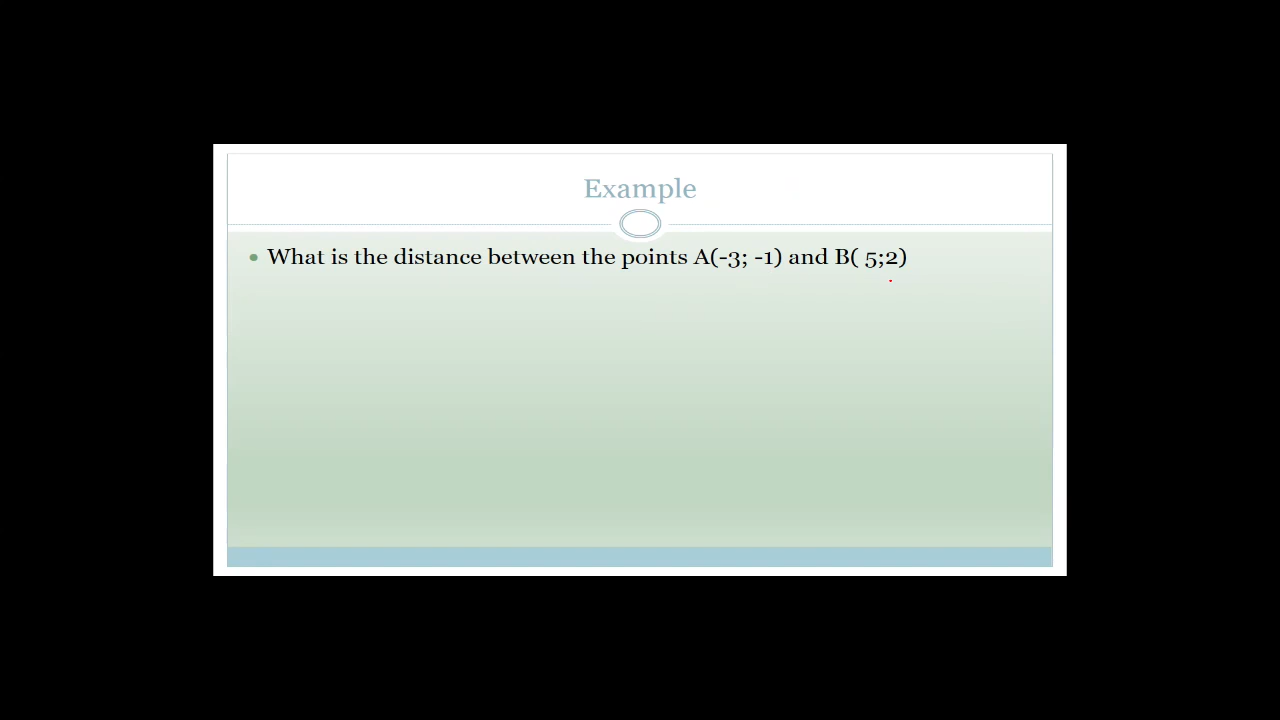 Example
• What is the distance between the points A(-3; -1) and B( 5;2)